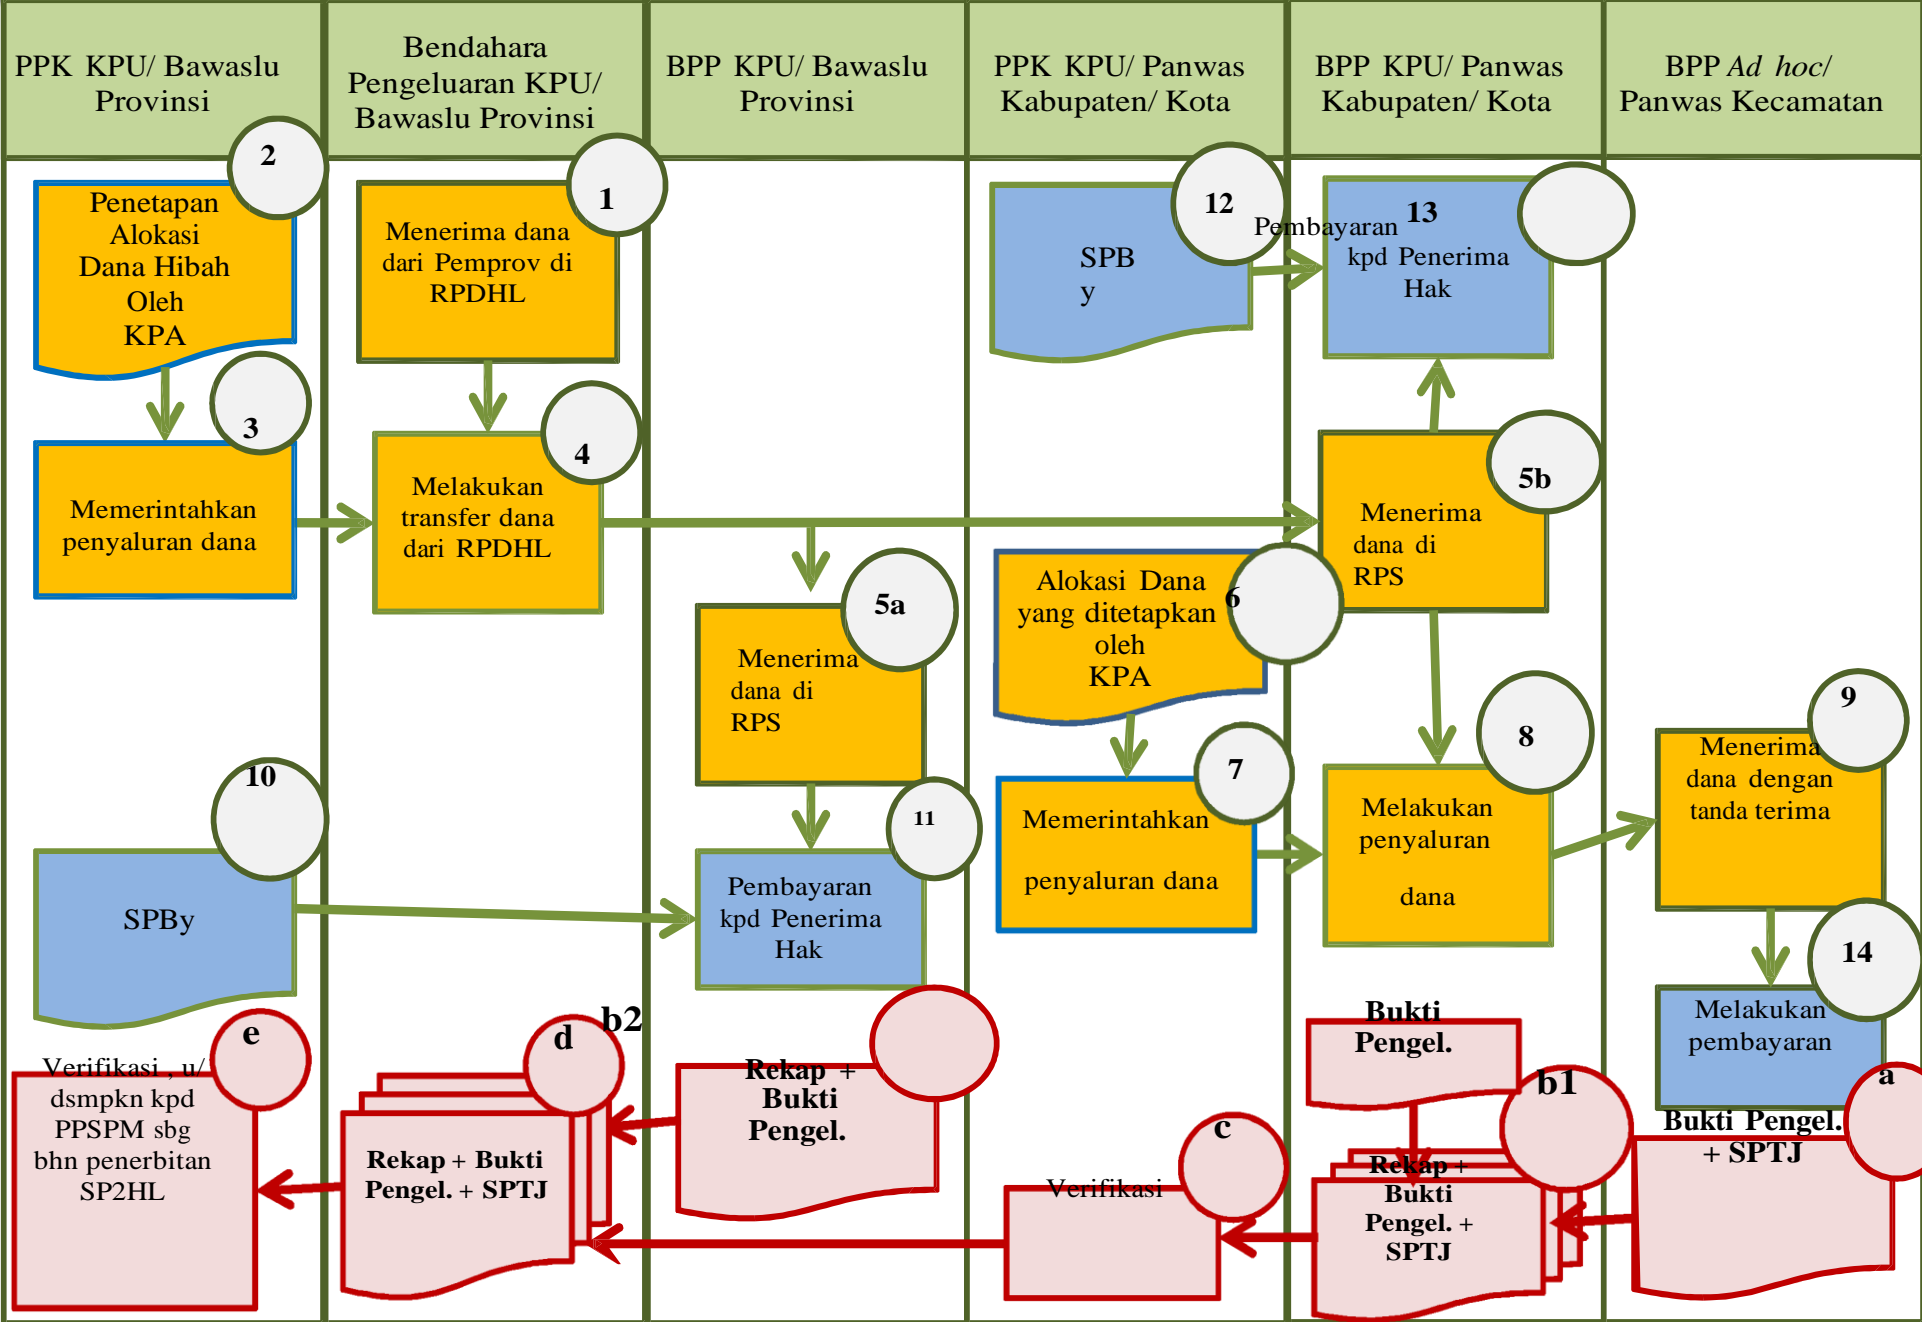 PPK KPU/ Bawaslu
Provinsi
Bendahara
Pengeluaran KPU/
Bawaslu Provinsi
BPP KPU/ Bawaslu
Provinsi
PPK KPU/ Panwas
Kabupaten/ Kota
BPP KPU/ Panwas
Kabupaten/ Kota
BPP Ad hoc/
Panwas Kecamatan
2
Penetapan
Alokasi
Dana Hibah
Oleh
KPA
1
Menerima dana
dari Pemprov di
RPDHL
12
SPB
y
13
Pembayaran
kpd Penerima
Hak
3
Memerintahkan
penyaluran dana
4
Melakukan
transfer dana
dari RPDHL
5b
Menerima
dana di
RPS
5a
Menerima
dana di
RPS
6
Alokasi Dana
yang ditetapkan
oleh
KPA
7
Memerintahkan
penyaluran dana
8
Melakukan
penyaluran
dana
9
Menerima
dana dengan
tanda terima
10
SPBy
11
Pembayaran
kpd Penerima
Hak
14
Melakukan
pembayaran
e
Verifikasi , u/
dsmpkn kpd
PPSPM sbg
bhn penerbitan
SP2HL
d
Rekap + Bukti
Pengel. + SPTJ
b2
Rekap +
Bukti
Pengel.
c
Verifikasi
Bukti
Pengel.
b1
Rekap +
Bukti
Pengel. +
SPTJ
a
Bukti Pengel.
+ SPTJ